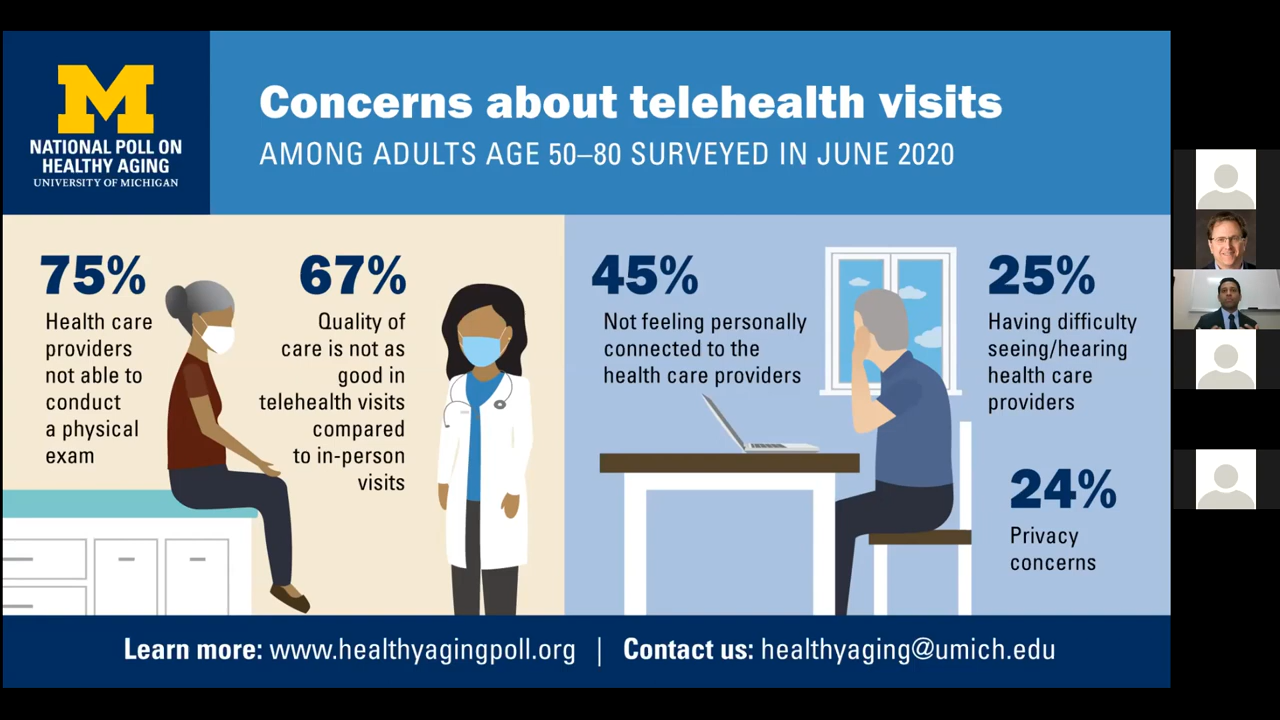 M
NATIONAL POLL ON
HEALTHY AGING
UNIVERSITY OF MICHIGAN
Concerns about telehealth visits
AMONG ADULTS AGE 50–80 SURVEYED IN JUNE 2020
75%
Health care
providers
not able to
conduct
a physical
exam
67%
Quality of
care is not as
good in
telehealth visits
compared
to in-person
visits
45%
Not feeling personally
connected to the
health care providers
25%
Having difficulty
seeing/hearing
health care
providers
24%
Privacy
concerns
Learn more: www.healthyagingpoll.org | Contact us: healthyaging@umich.edu